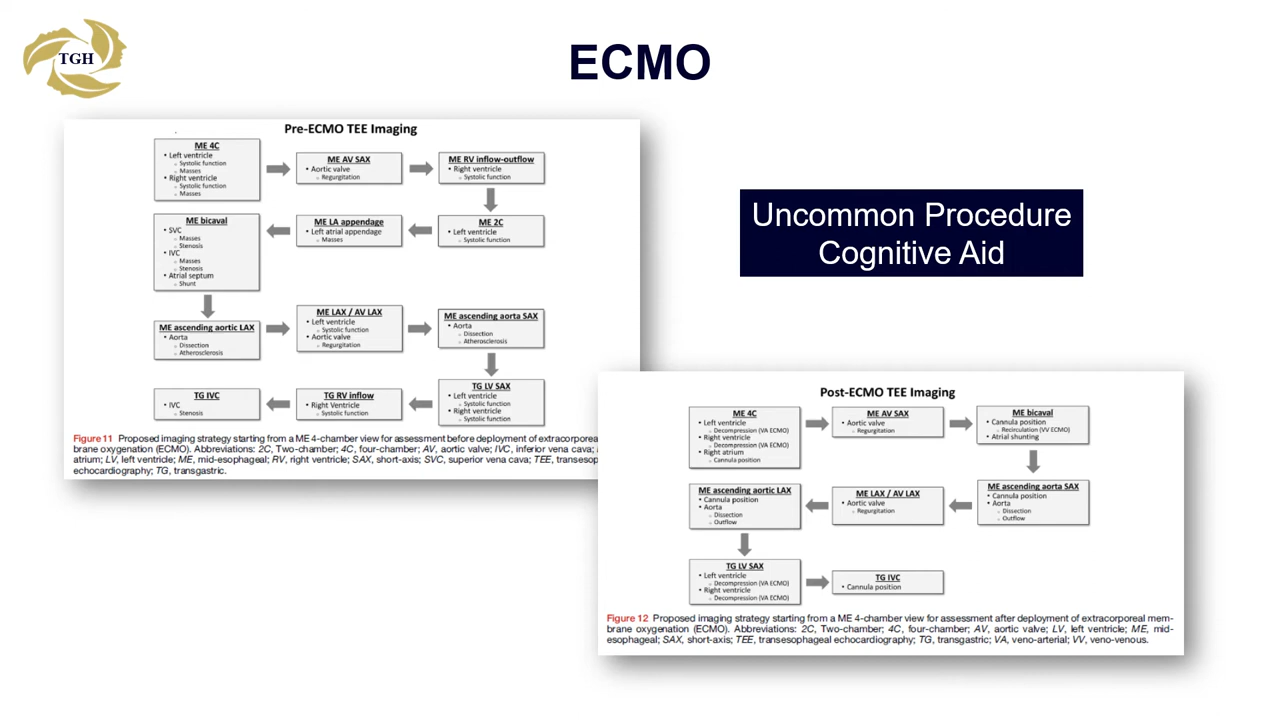 TGH
ECMO
Pre-ECMO TEE Imaging
ME 4C
• Left ventricle
o Systolic function
o Masses
• Right ventricle
o Systolic function
o Masses
ME AV SAX
• Aortic valve
o Regurgitation
ME RV inflow-outflow
• Right ventricle
o Systolic function
ME 2C
• Left ventricle
o Systolic function
ME LA appendage
• Left atrial appendage
o Masses
ME bicaval
• SVC
o Masses
o Stenosis
• IVC
o Masses
o Stenosis
• Atrial septum
o Shunt
ME ascending aortic LAX
• Aorta
o Dissection
o Atherosclerosis
ME LAX / AV LAX
• Left ventricle
o Systolic function
• Aortic valve
o Regurgitation
ME ascending aorta SAX
• Aorta
o Dissection
o Atherosclerosis
TG LV SAX
• Left ventricle
o Systolic function
• Right ventricle
o Systolic function
TG RV inflow
• Right Ventricle
o Systolic function
TG IVC
• IVC
o Stenosis
Figure 11 Proposed imaging strategy starting from a ME 4-chamber view for assessment before deployment of extracorporeal
brane oxygenation (ECMO). Abbreviations: 2C, Two-chamber; 4C, four-chamber; AV, aortic valve; IVC, inferior vena cava;
atrium; LV, left ventricle; ME, mid-esophageal; RV, right ventricle; SAX, short-axis; SVC, superior vena cava; TEE, transesop
echocardiography; TG, transgastric.
Uncommon Procedure
Cognitive Aid
Post-ECMO TEE Imaging
ME 4C
• Left ventricle
o Decompression (VA ECMO)
• Right ventricle
o Decompression (VA ECMO)
• Right atrium
o Cannula position
ME AV SAX
• Aortic valve
o Regurgitation
ME bicaval
• Cannula position
o Recirculation (VV ECMO)
• Atrial shunting
ME ascending aorta SAX
• Cannula position
• Aorta
o Dissection
o Outflow
ME LAX / AV LAX
• Aortic valve
o Regurgitation
ME ascending aortic LAX
• Cannula position
• Aorta
o Dissection
o Outflow
TG LV SAX
• Left ventricle
o Decompression (VA ECMO)
• Right ventricle
o Decompression (VA ECMO)
TG IVC
• Cannula position
Figure 12 Proposed imaging strategy starting from a ME 4-chamber view for assessment after deployment of extracorporeal mem-
brane oxygenation (ECMO). Abbreviations: 2C, Two-chamber; 4C, four-chamber; AV, aortic valve; LV, left ventricle; ME, mid-
esophageal; SAX, short-axis; TEE, transesophageal echocardiography; TG, transgastric; VA, veno-arterial; VV, veno-venous.